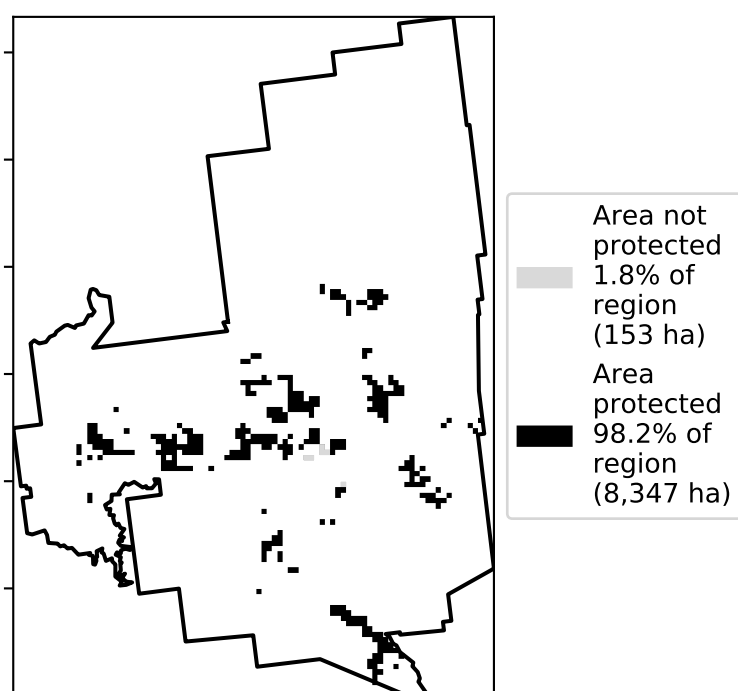 Area not
protected
1.8% of
region
(153 ha)
Area
protected
98.2% of
region
(8,347 ha)